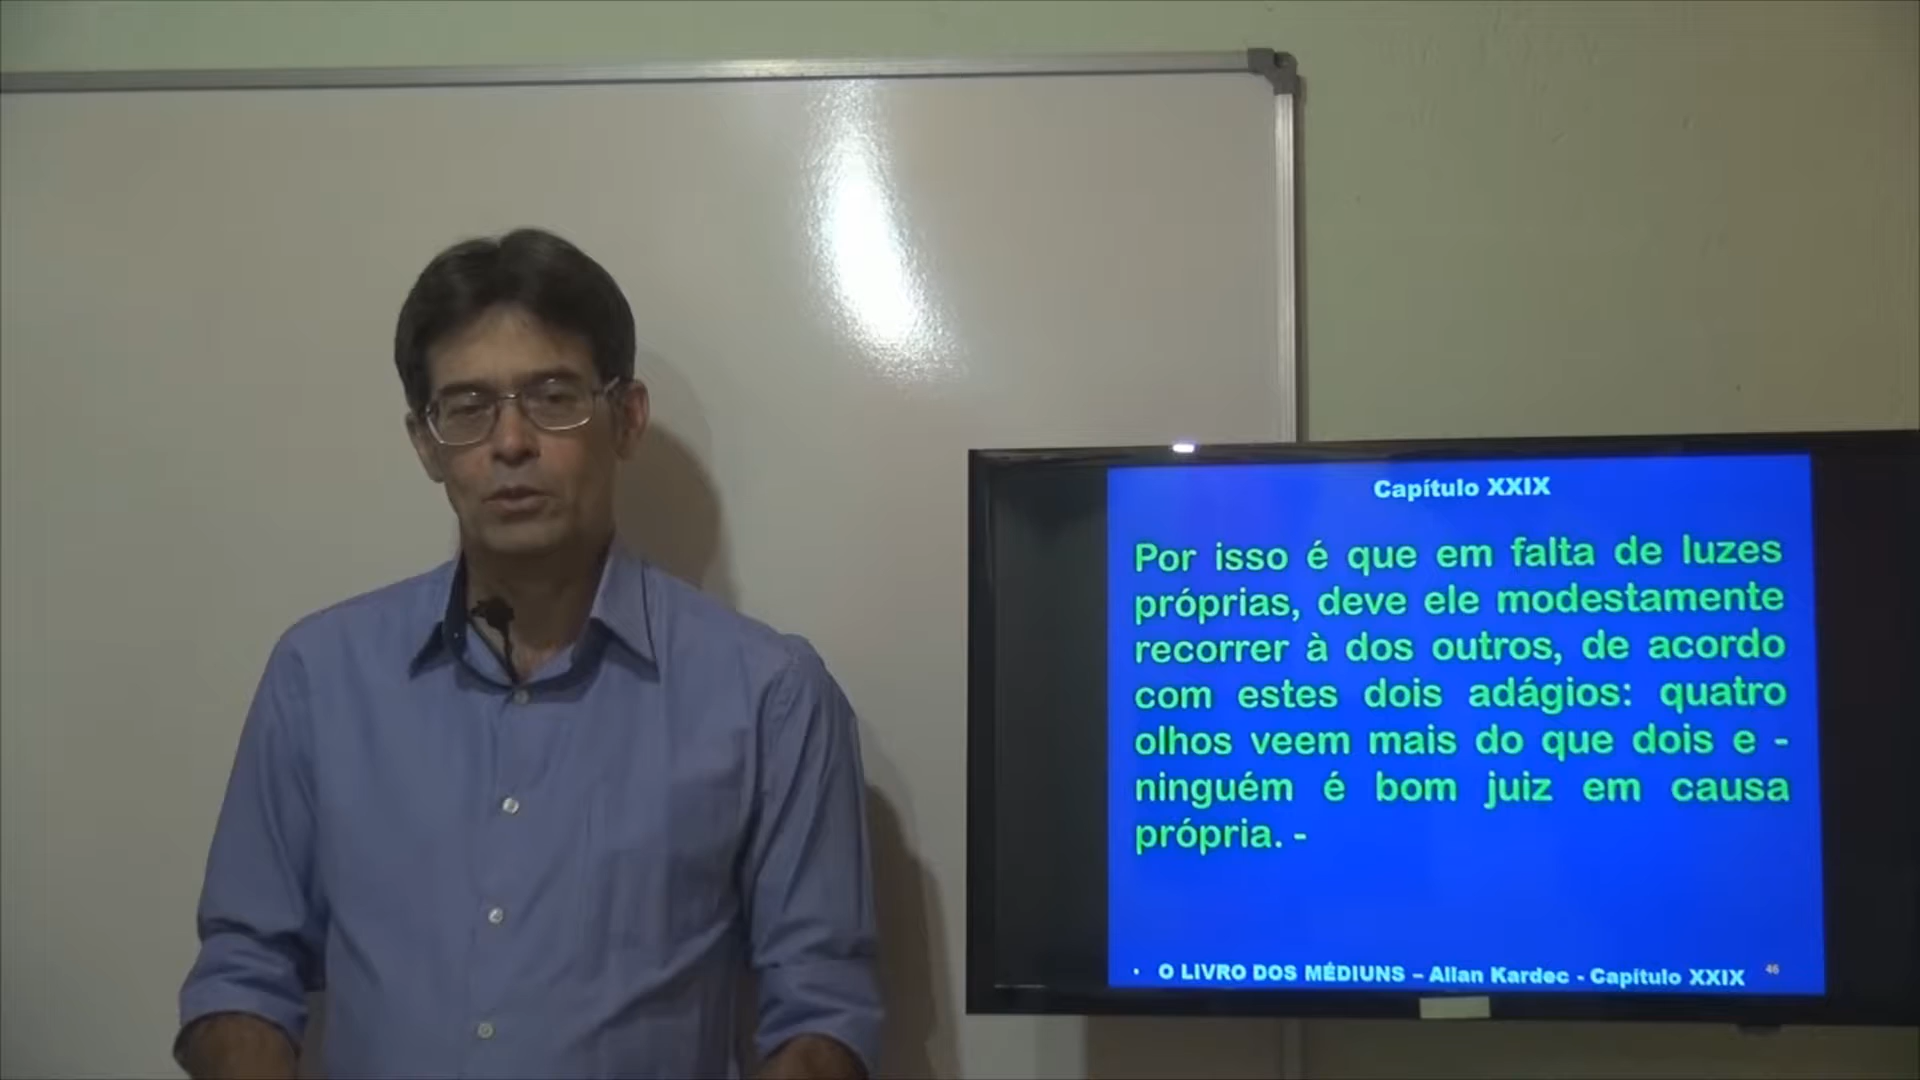 Capítulo XXIX
Por isso é que em falta de luzes
próprias, deve ele modestamente
recorrer à dos outros, de acordo
com estes dois adágios: quatro
olhos veem mais do que dois e -
ninguém é bom juiz em causa
própria. -
• O LIVRO DOS MÉDIUNS – Allan Kardec - Capítulo XXIX 46